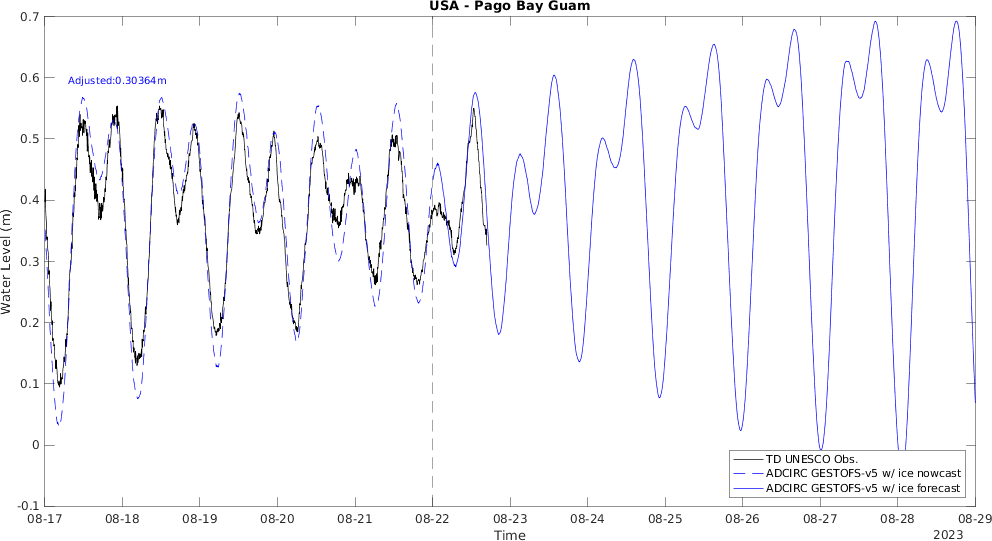 USA - Pago Bay Guam
Adjusted:0.30364m
Water Level (m)
0.7
0.6
0.5
0.4
0.3
0.2
0.1
0
-0.1
08-17 08-18 08-19 08-20 08-21 08-22 08-23 08-24 08-25 08-26 08-27 08-28 08-29
Time
2023
TD UNESCO Obs.
ADCIRC GESTOFS-v5 w/ ice nowcast
ADCIRC GESTOFS-v5 w/ ice forecast